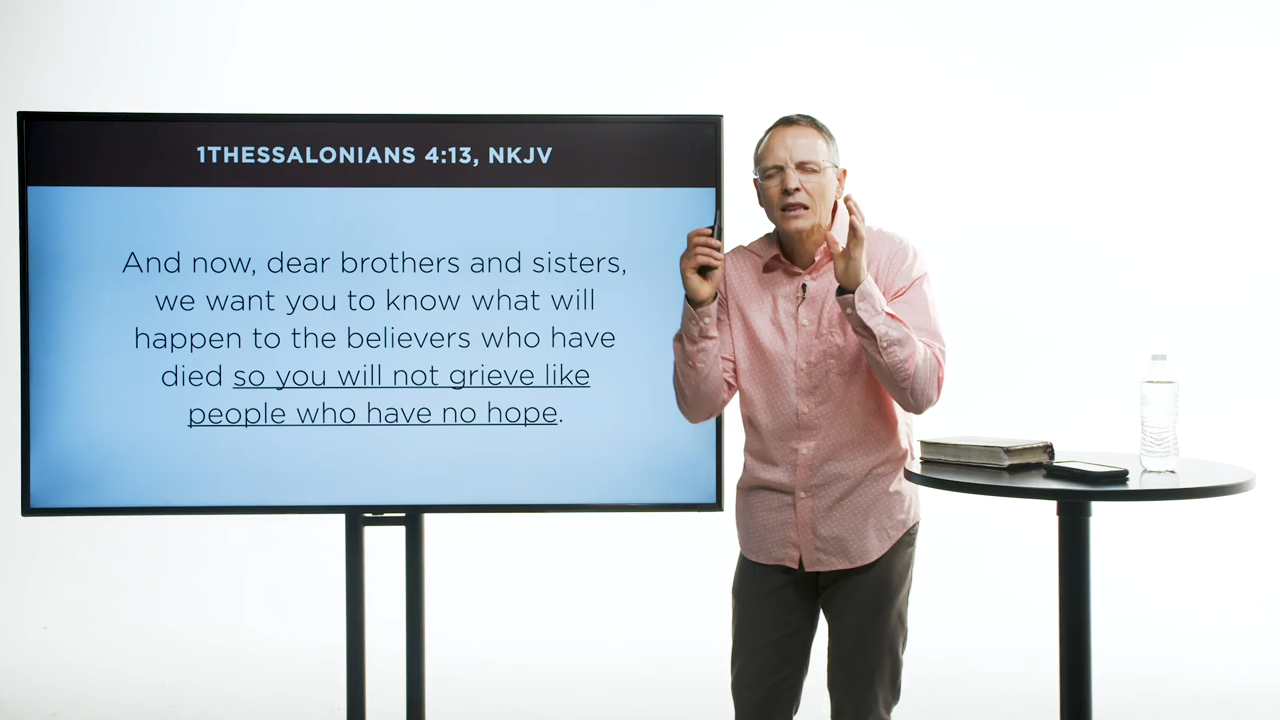 1THESSALONIANS 4:13, NKJV
And now, dear brothers and sisters,
we want you to know what will
happen to the believers who have
died so you will not grieve like
people who have no hope.